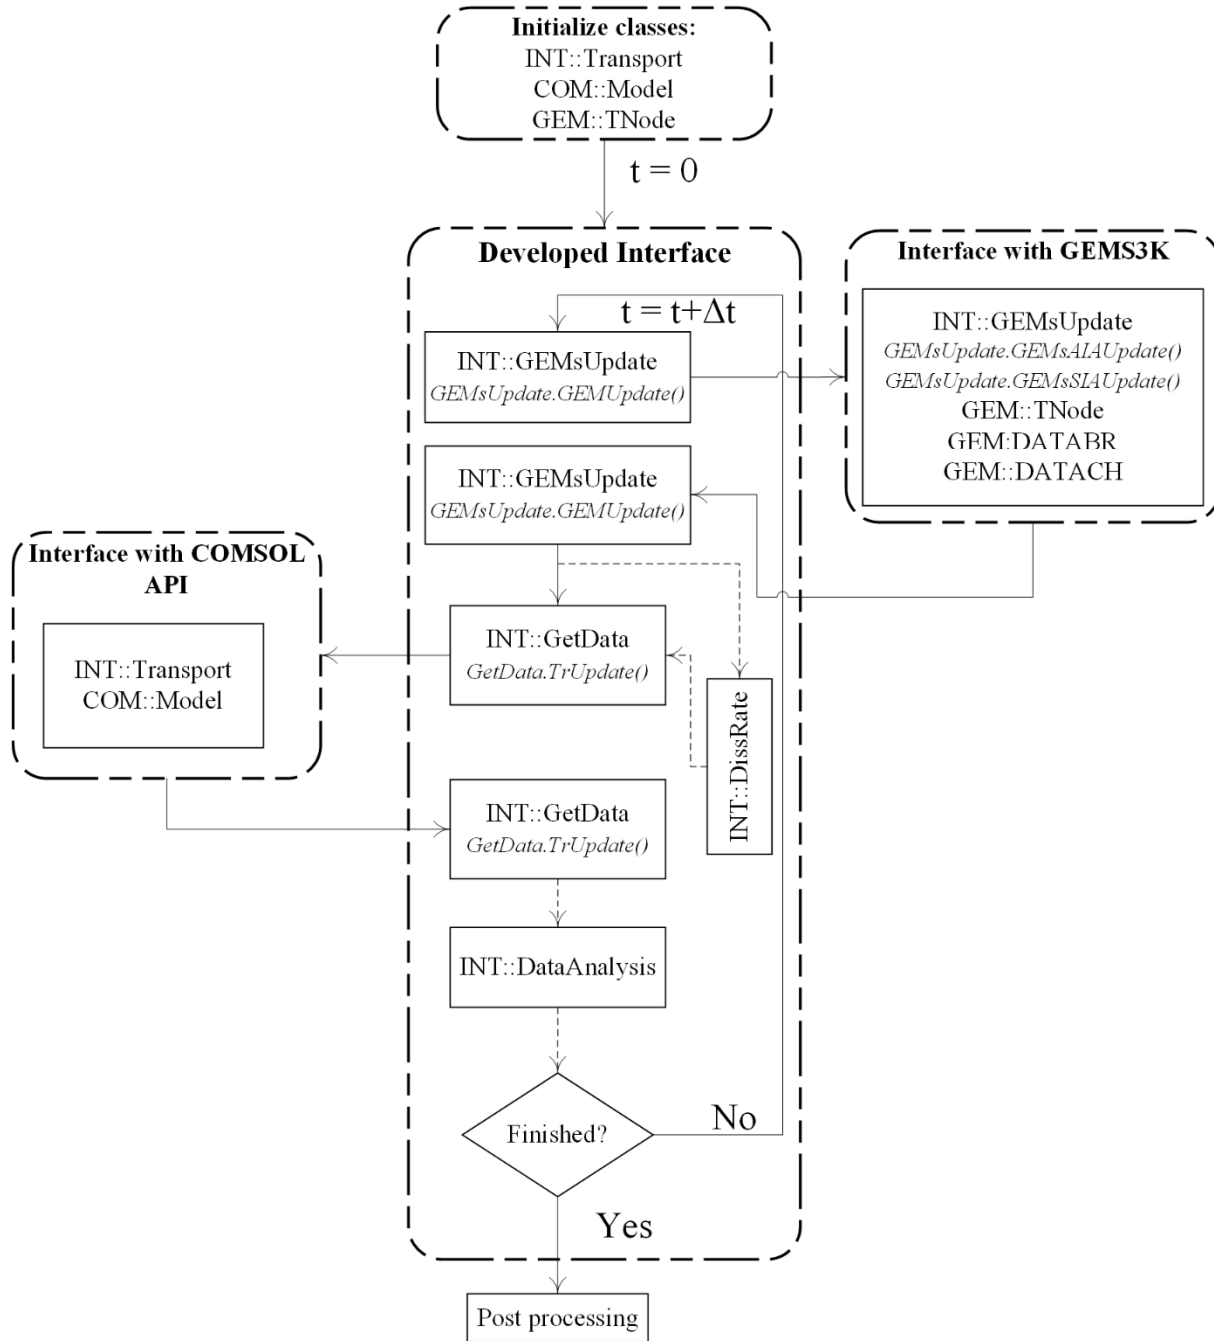 Initialize classes:
INT::Transport
COM::Model
GEM::TNode
t = 0
Developed Interface
t = t+Δt
INT::GEMsUpdate
GEMsUpdate.GEMUpdate()
Interface with GEMS3K
INT::GEMsUpdate
GEMsUpdate.GEMsAIAUpdate()
GEMsUpdate.GEMsSIAUpdate()
GEM::TNode
GEM:DATABR
GEM::DATACH
INT::GEMsUpdate
GEMsUpdate.GEMUpdate()
Interface with COMSOL
API
INT::Transport
COM::Model
INT::GetData
GetData.TrUpdate()
INT::DissRate
INT::GetData
GetData.TrUpdate()
INT::DataAnalysis
Finished?
No
Yes
Post processing